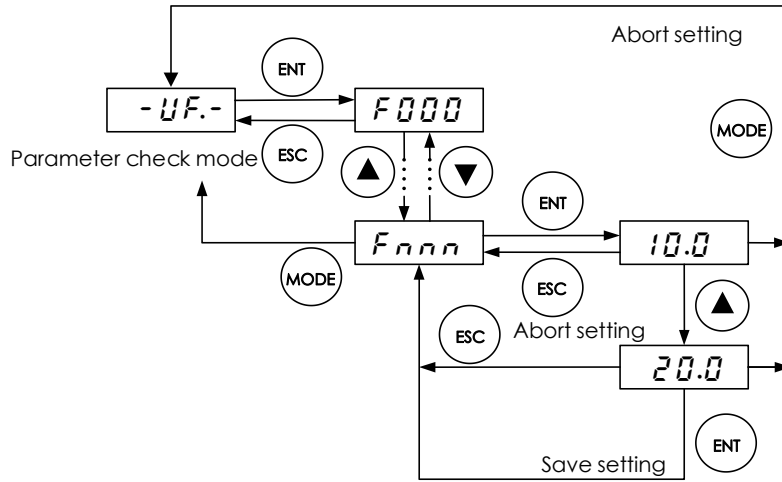 Abort setting
ENT
-UF.-
F000
MODE
Parameter check mode
ESC
▲
▼
ENT
Fnnn
10.0
MODE
ESC
▲
ESC
Abort setting
20.0
ENT
Save setting